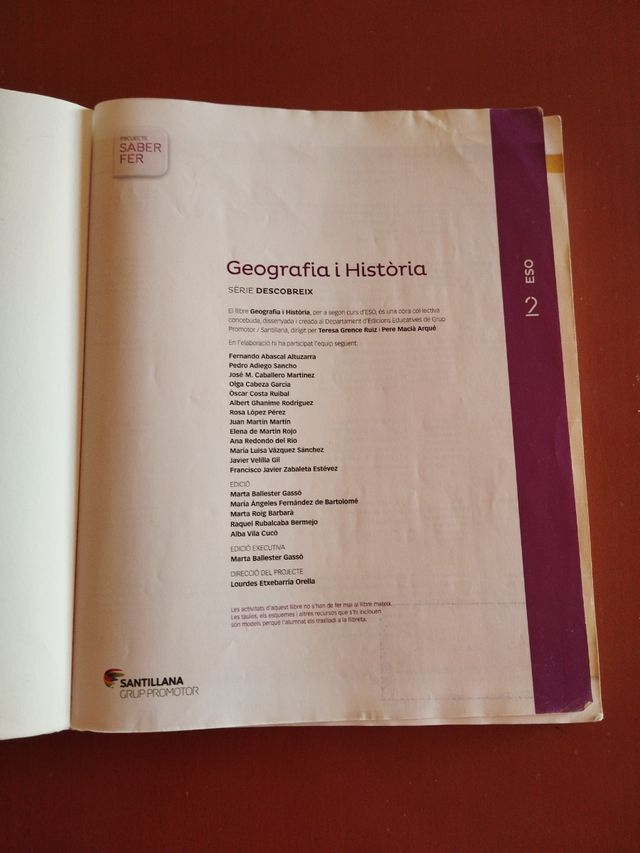 PROJECTE
SABER
FER
Geografia i Història
SÈRIE DESCOBREIX
El llibre Geografia i Història, per a segon curs d'ESO, és una obra col·lectiva
concebuda, dissenyada i creada al Departament d'Edicions Educatives de Grup
Promotor / Santillana, dirigit per Teresa Grence Ruiz i Pere Macià Arqué.
En l'elaboració hi ha participat l'equip següent:
Fernando Abascal Altuzarra
Pedro Adiego Sancho
José M. Caballero Martínez
Olga Cabeza García
Òscar Costa Ruibal
Albert Ghanime Rodríguez
Rosa López Pérez
Juan Martín Martín
Elena de Martín Rojo
Ana Redondo del Río
María Luisa Vázquez Sánchez
Javier Velilla Gil
Francisco Javier Zabaleta Estévez
EDICIÓ
Marta Ballester Gassó
Maria Àngeles Fernández de Bartolomé
Marta Roig Barbarà
Raquel Rubalcaba Bermejo
Alba Vila Cucó
EDICIÓ EXECUTIVA
Marta Ballester Gassó
DIRECCIÓ DEL PROJECTE
Lourdes Etxebarria Orella
Les activitats d'aquest llibre no s'han de fer mai al llibre mateix.
Les taules, els esquemes i altres recursos que s'hi inclouen
són models perquè l'alumnat els traslladi a la llibreta.
SANTILLANA
GRUP PROMOTOR
ESO
2